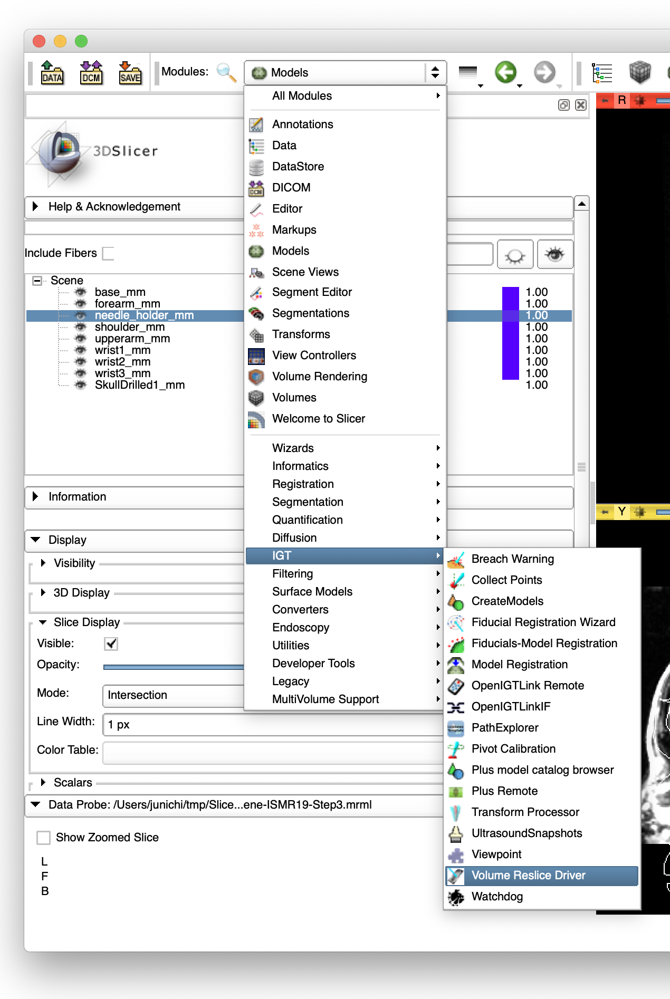 DATA
DCM
SAVE
Modules:
Models
R
All Modules
Annotations
Data
DataStore
DICOM
Editor
Markups
Models
Scene Views
Segment Editor
Segmentations
Transforms
View Controllers
Volume Rendering
Volumes
Welcome to Slicer
Wizards
Informatics
Registration
Segmentation
Quantification
Diffusion
IGT
Filtering
Surface Models
Converters
Endoscopy
Utilities
Developer Tools
Legacy
MultiVolume Support
Breach Warning
Collect Points
CreateModels
Fiducial Registration Wizard
Fiducials-Model Registration
Model Registration
OpenIGTLink Remote
OpenIGTLinkIF
PathExplorer
Pivot Calibration
Plus model catalog browser
Plus Remote
Transform Processor
UltrasoundSnapshots
Viewpoint
Volume Reslice Driver
Watchdog
3DSlicer
Help & Acknowledgement
Include Fibers
Scene
base_mm 1.00
forearm_mm 1.00
needle_holder_mm 1.00
shoulder_mm 1.00
upperarm_mm 1.00
wrist1_mm 1.00
wrist2_mm 1.00
wrist3_mm 1.00
SkullDrilled1_mm 1.00
Information
Y
Display
Visibility
3D Display
Slice Display
Visible:
Opacity:
Mode: Intersection
Line Width: 1 px
Color Table:
Scalars
Data Probe: /Users/junichi/tmp/Slice...ene-ISMR19-Step3.mrml
Show Zoomed Slice
L
F
B